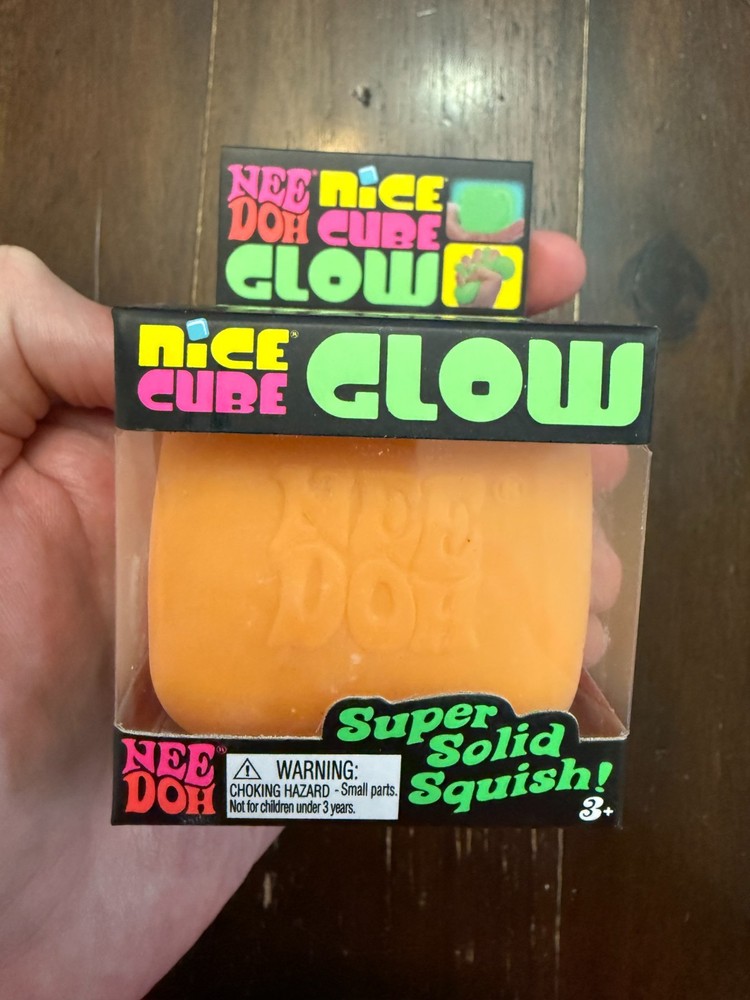 NEE® NiCE
DOH CUBE
GLOW
NiCE® GLOW
CUBE
NEE®
DOH
Super
Solid
Squish!
NEE®
DOH
WARNING:
CHOKING HAZARD - Small parts.
Not for children under 3 years.
3+